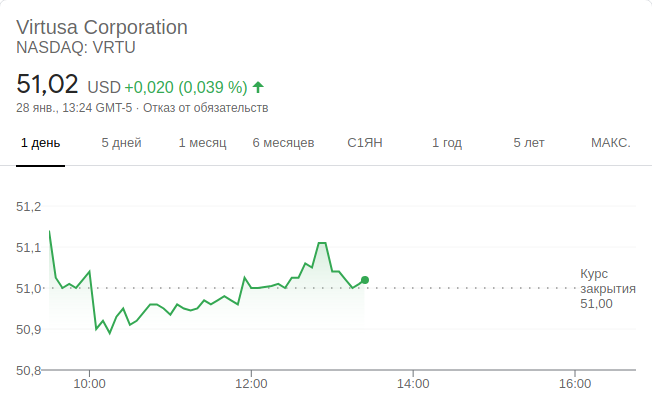 Virtusa Corporation
NASDAQ: VRTU
51,02 USD +0,020 (0,039 %)
28 янв., 13:24 GMT-5 · Отказ от обязательств
1 день 5 дней 1 месяц 6 месяцев С1ЯН 1 год 5 лет МАКС.
51,2
51,1
51,0
50,9
50,8
Курс
закрытия
51,00
10:00 12:00 14:00 16:00